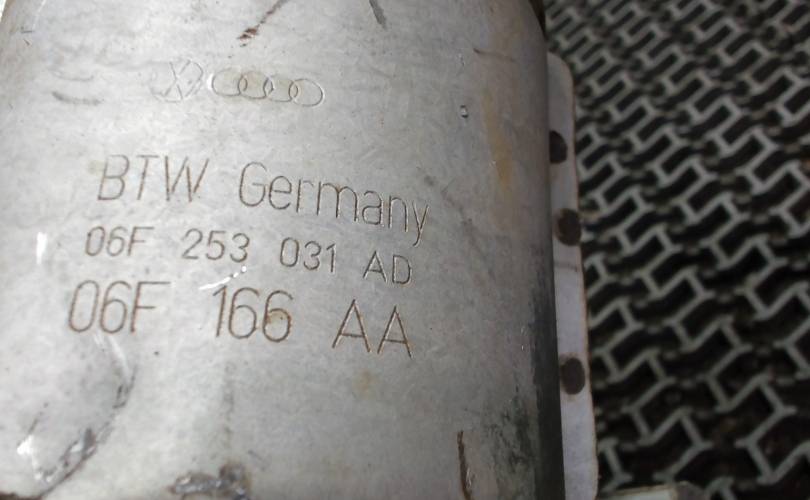 BTW Germany
06F 253 031 AD
06F 166 AA